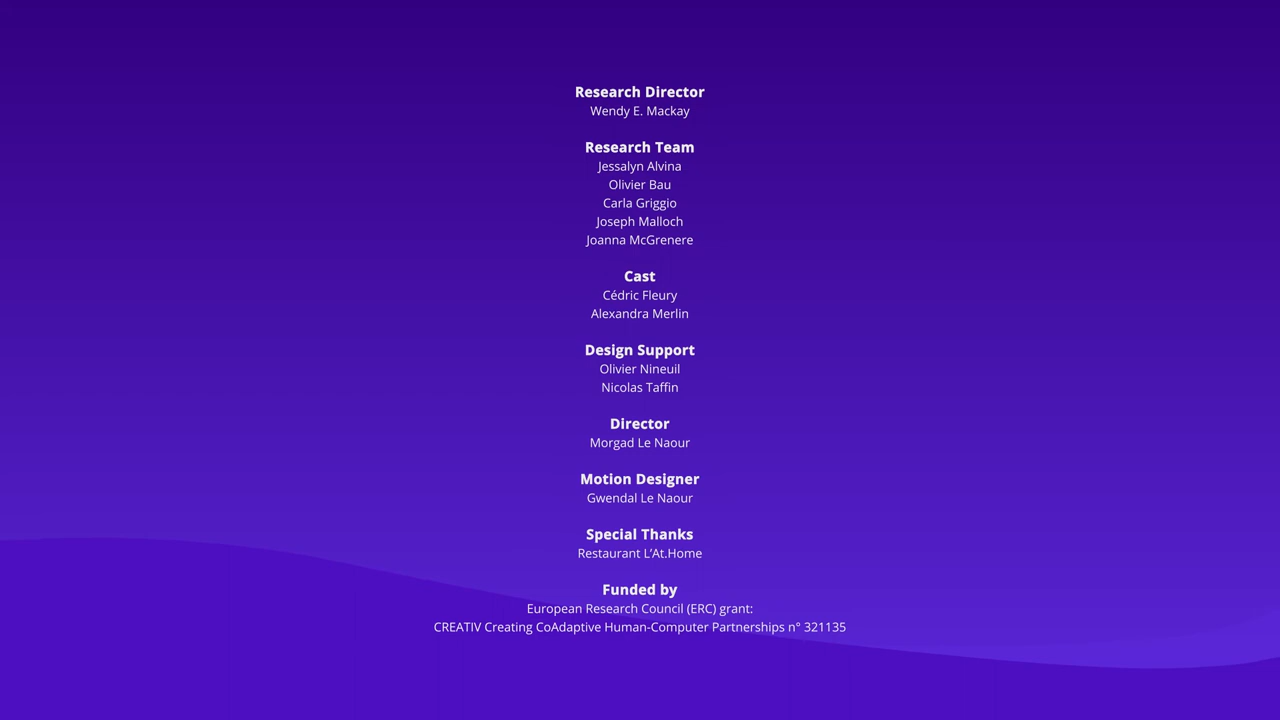 Research Director
Wendy E. Mackay
Research Team
Jessalyn Alvina
Olivier Bau
Carla Griggio
Joseph Malloch
Joanna McGrenere
Cast
Cédric Fleury
Alexandra Merlin
Design Support
Olivier Nineuil
Nicolas Taffin
Director
Morgad Le Naour
Motion Designer
Gwendal Le Naour
Special Thanks
Restaurant L’At.Home
Funded by
European Research Council (ERC) grant:
CREATIV Creating CoAdaptive Human-Computer Partnerships n° 321135